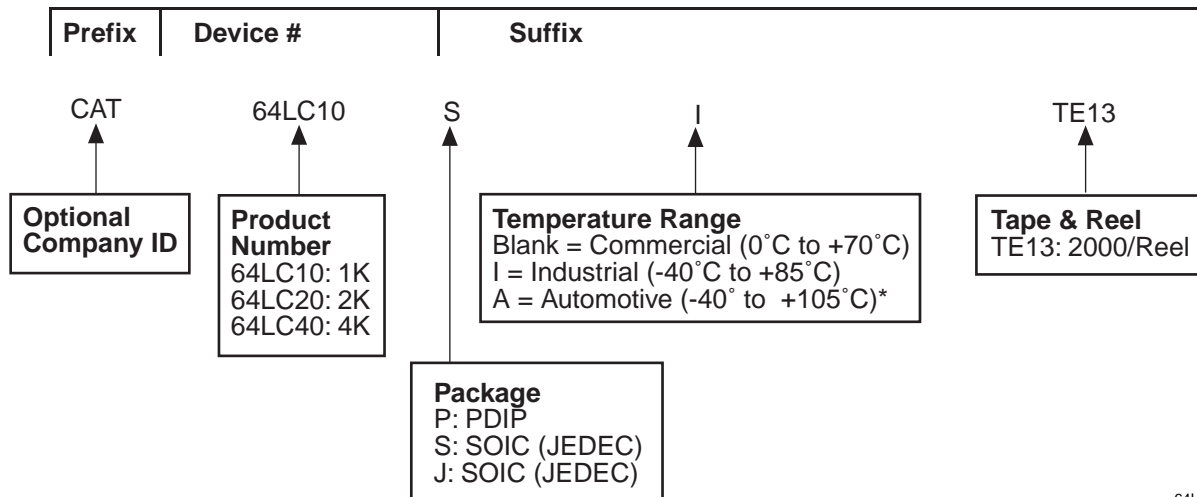 Prefix Device # Suffix
CAT 64LC10 S I TE13
Optional
Company ID
Product
Number
64LC10: 1K
64LC20: 2K
64LC40: 4K
Temperature Range
Blank = Commercial (0˚C to +70˚C)
I = Industrial (-40˚C to +85˚C)
A = Automotive (-40˚ to +105˚C)*
Tape & Reel
TE13: 2000/Reel
Package
P: PDIP
S: SOIC (JEDEC)
J: SOIC (JEDEC)